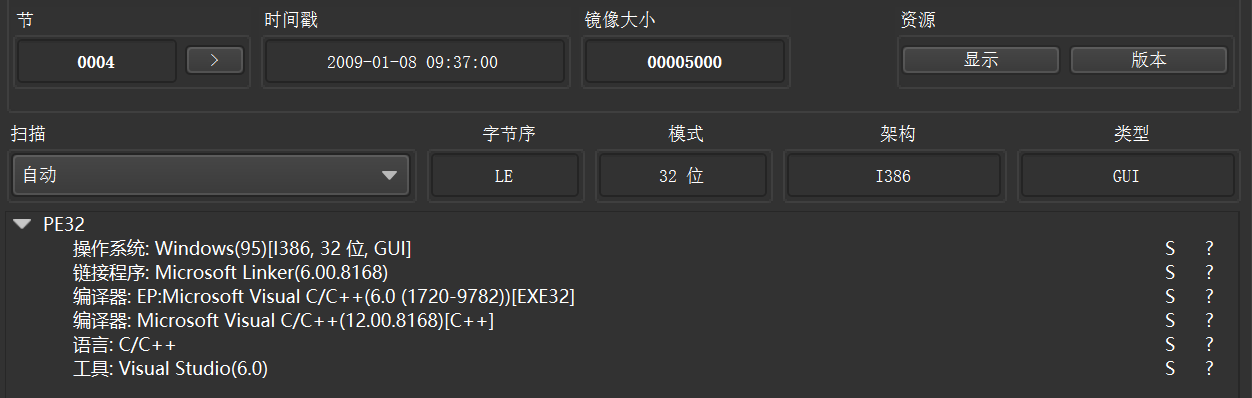 节 时间戳 镜像大小 资源
0004 > 2009-01-08 09:37:00 00005000 显示 版本
扫描 字节序 模式 架构 类型
自动 LE 32 位 I386 GUI
PE32
操作系统: Windows(95)[I386, 32 位, GUI] S ?
链接程序: Microsoft Linker(6.00.8168) S ?
编译器: EP:Microsoft Visual C/C++(6.0 (1720-9782))[EXE32] S ?
编译器: Microsoft Visual C/C++(12.00.8168)[C++] S ?
语言: C/C++ S ?
工具: Visual Studio(6.0) S ?